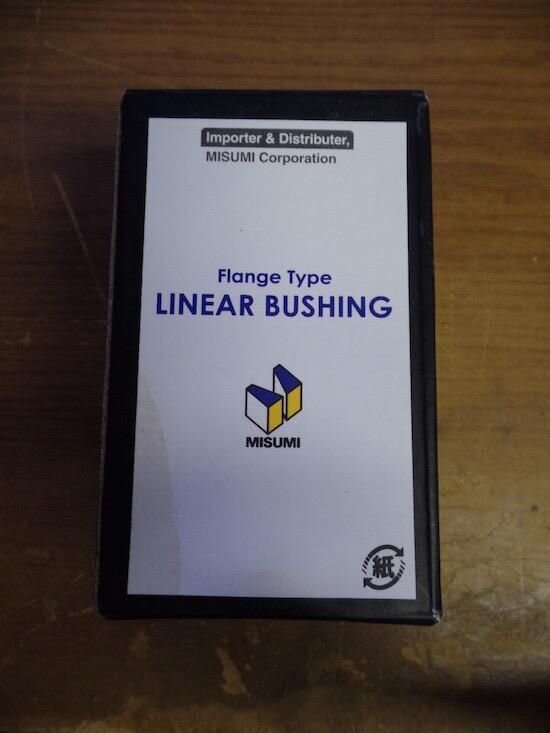 Importer & Distributer,
MISUMI Corporation
Flange Type
LINEAR BUSHING
MISUMI
紙